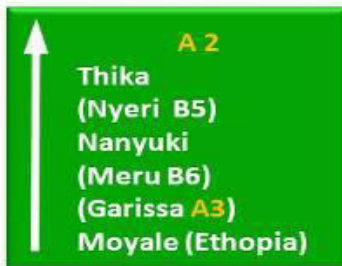 A 2
Thika
(Nyeri B5)
Nanyuki
(Meru B6)
(Garissa A3)
Moyale (Ethopia)